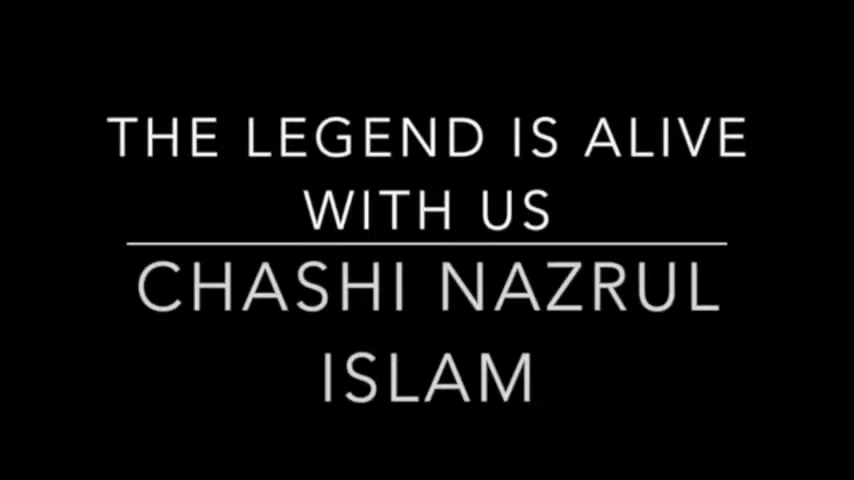 THE LEGEND IS ALIVE
WITH US
CHASHI NAZRUL
ISLAM